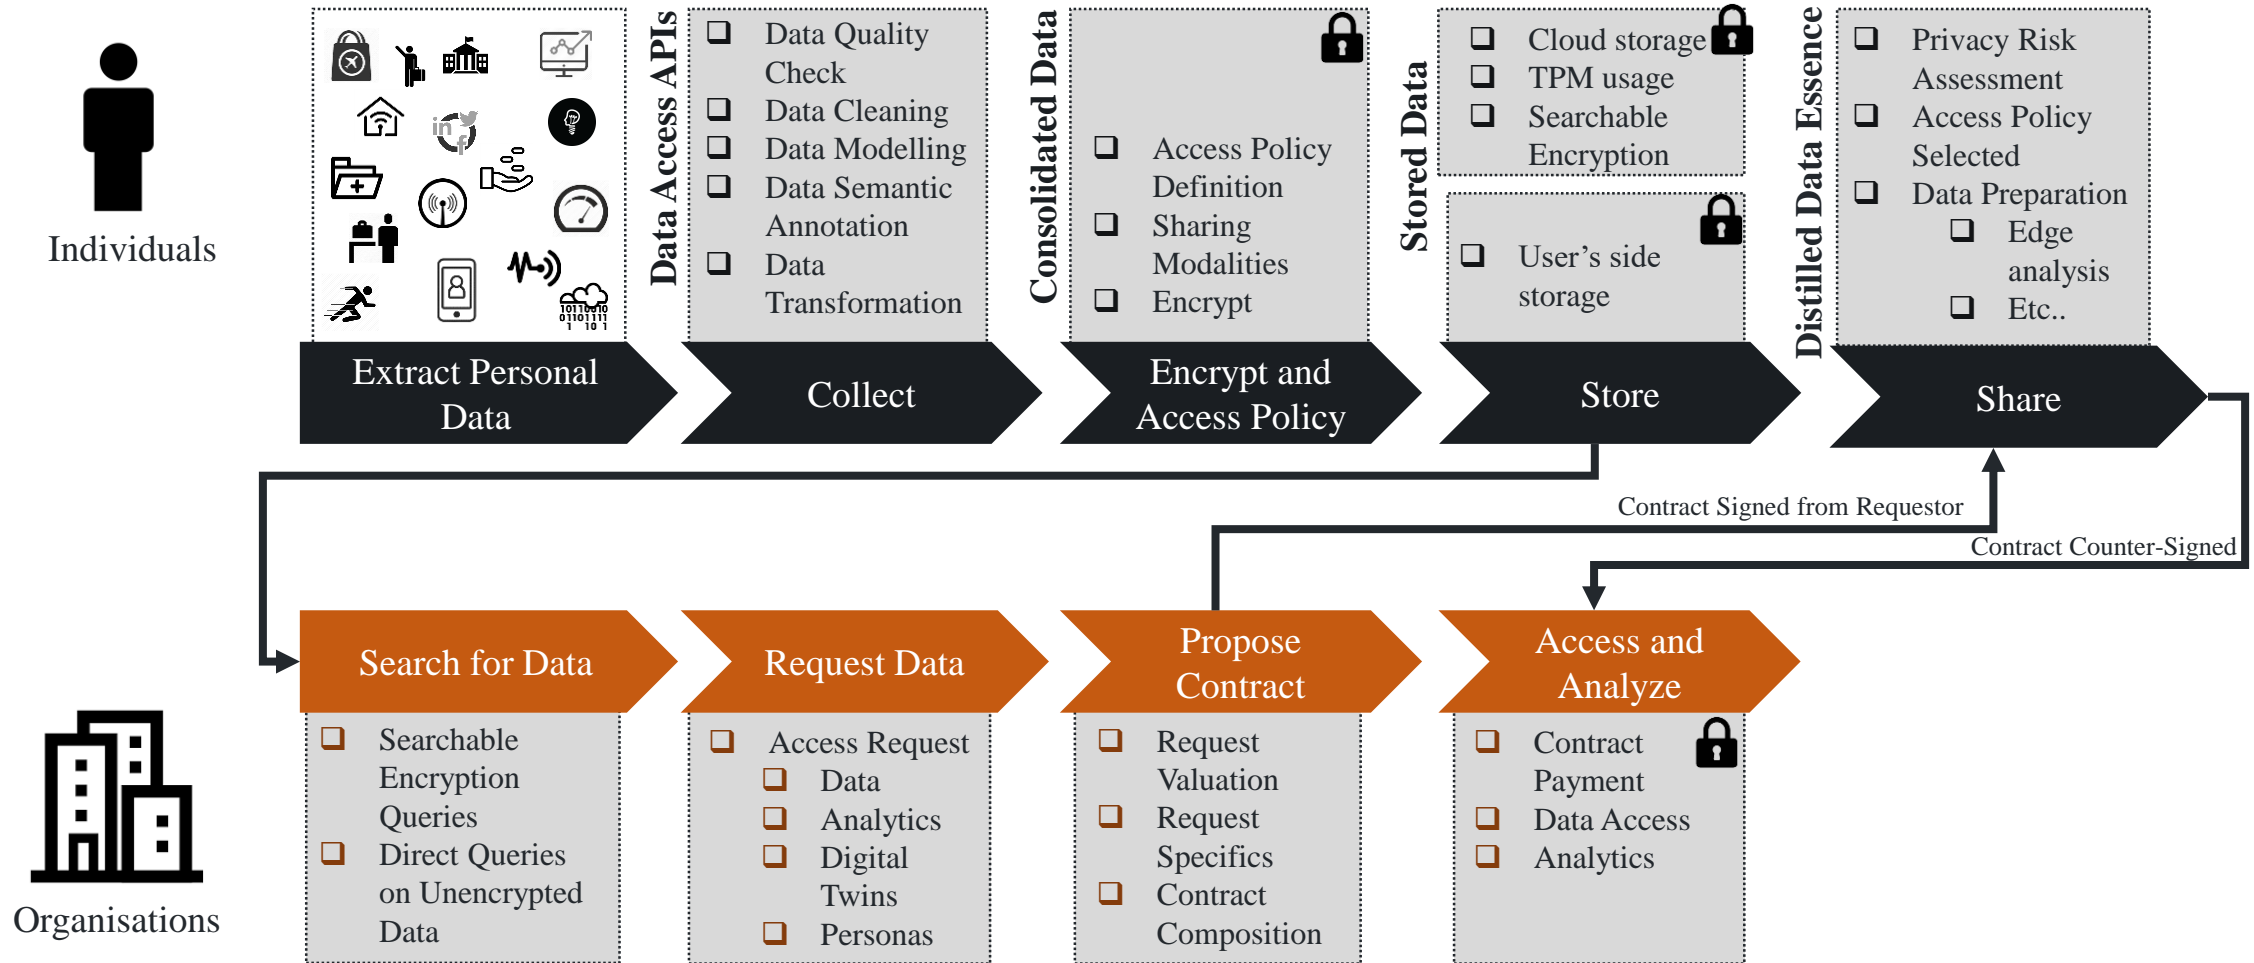 Individuals
Data Access APIs
Data Quality
Check
Data Cleaning
Data Modelling
Data Semantic
Annotation
Data
Transformation
Consolidated Data
Access Policy
Definition
Sharing
Modalities
Encrypt
Stored Data
Cloud storage
TPM usage
Searchable
Encryption
User’s side
storage
Distilled Data Essence
Privacy Risk
Assessment
Access Policy
Selected
Data Preparation
Edge
analysis
Etc..
in
f
Extract Personal
Data
Collect
Encrypt and
Access Policy
Store
Share
Contract Signed from Requestor
Contract Counter-Signed
Search for Data
Request Data
Propose
Contract
Access and
Analyze
Organisations
Searchable
Encryption
Queries
Direct Queries
on Unencrypted
Data
Access Request
Data
Analytics
Digital
Twins
Personas
Request
Valuation
Request
Specifics
Contract
Composition
Contract
Payment
Data Access
Analytics